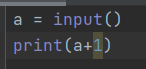 a = input()
print(a+1)